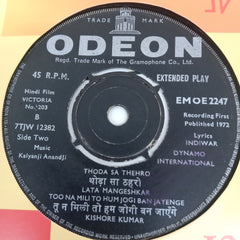 TRADE MARK
ODEON
Regd. Trade Mark of The Gramophone Co., Ltd.
45 R.P.M.
EXTENDED PLAY
Hindi Film
VICTORIA
No. '203'
EMOE 2247
B
Recording First
Published 1972
7TJW 12382
Side Two
Lyrics
INDIWAR
Music
Kalyanji Anandji
DYNAMO
INTERNATIONAL
THODA SA THEHRO
थोड़ा सा ठहरो
LATA MANGESHKAR
TOO NA MILI TO HUM JOGI BAN JAYENGE
तू न मिली तो हम जोगी बन जाएँगे
KISHORE KUMAR